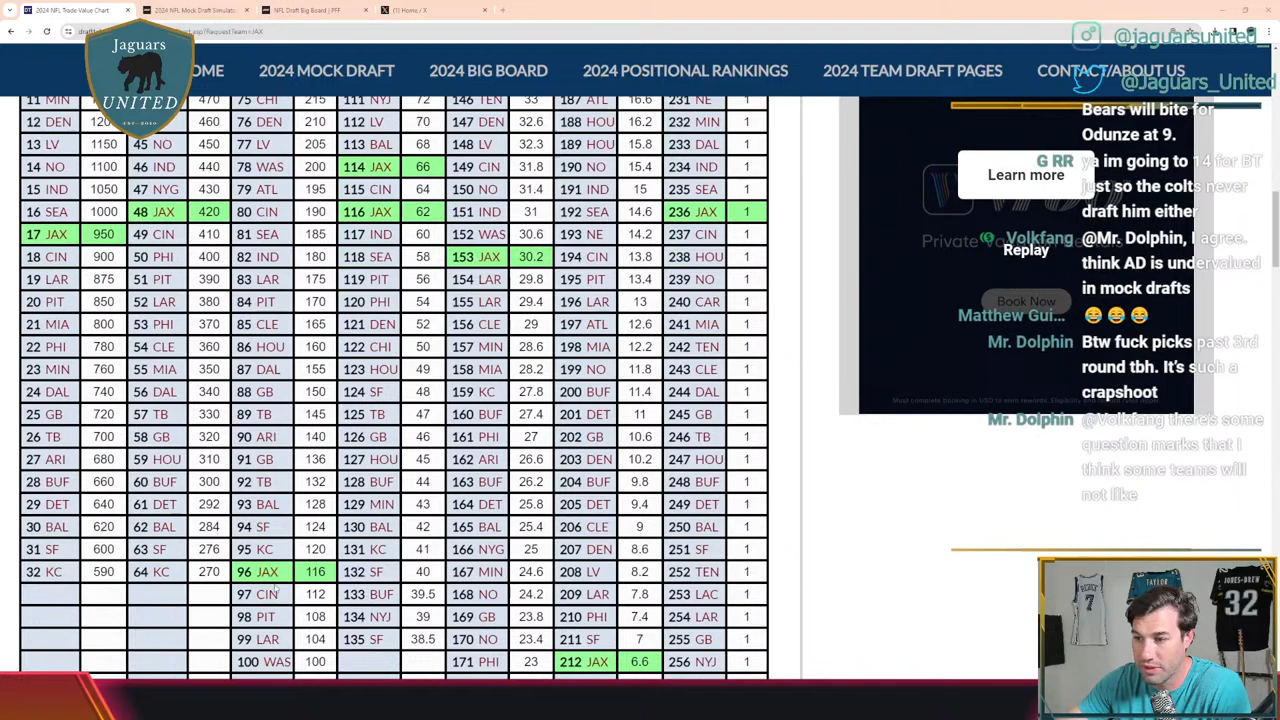 2024 NFL Trade Value Chart
2024 NFL Mock Draft Simulato
NFL Draft Big Board | PFF
(1) Home / X
Jaguars
UNITED
OME
2024 MOCK DRAFT
2024 BIG BOARD
2024 POSITIONAL RANKINGS
2024 TEAM DRAFT PAGES
CONTACT/ABOUT US
@jaguarsunited_
@Jaguars_United
11 MIN 470 75 CHI 215 111 NYJ 72 146 TEN 33 187 ATL 16.6 231 NE 1
12 DEN 460 76 DEN 210 112 LV 70 147 DEN 32.6 188 HOU 16.2 232 MIN 1
13 LV 1150 45 NO 450 77 LV 205 113 BAL 68 148 LV 32.3 189 HOU 15.8 233 DAL 1
14 NO 1100 46 IND 440 78 WAS 200 114 JAX 66 149 CIN 31.8 190 NO 15.4 234 IND 1
15 IND 1050 47 NYG 430 79 ATL 195 115 CIN 64 150 NO 31.4 191 IND 15 235 SEA 1
16 SEA 1000 48 JAX 420 80 CIN 190 116 JAX 62 151 IND 31 192 SEA 14.6 236 JAX 1
17 JAX 950 49 CIN 410 81 SEA 185 117 IND 60 152 WAS 30.6 193 NE 14.2 237 CIN 1
18 CIN 900 50 PHI 400 82 IND 180 118 SEA 58 153 JAX 30.2 194 CIN 13.8 238 HOU 1
19 LAR 875 51 PIT 390 83 LAR 175 119 PIT 56 154 LAR 29.8 195 PIT 13.4 239 NO 1
20 PIT 850 52 LAR 380 84 PIT 170 120 PHI 54 155 LAR 29.4 196 LAR 13 240 CAR 1
21 MIA 800 53 PHI 370 85 CLE 165 121 DEN 52 156 CLE 29 197 ATL 12.6 241 MIA 1
22 PHI 780 54 CLE 360 86 HOU 160 122 CHI 50 157 MIN 28.6 198 MIA 12.2 242 TEN 1
23 MIN 760 55 MIA 350 87 DAL 155 123 HOU 49 158 MIA 28.2 199 NO 11.8 243 CLE 1
24 DAL 740 56 DAL 340 88 GB 150 124 SF 48 159 KC 27.8 200 BUF 11.4 244 DAL 1
25 GB 720 57 TB 330 89 TB 145 125 TB 47 160 BUF 27.4 201 DET 11 245 GB 1
26 TB 700 58 GB 320 90 ARI 140 126 GB 46 161 PHI 27 202 GB 10.6 246 TB 1
27 ARI 680 59 HOU 310 91 GB 136 127 HOU 45 162 ARI 26.6 203 DEN 10.2 247 HOU 1
28 BUF 660 60 BUF 300 92 TB 132 128 BUF 44 163 BUF 26.2 204 BUF 9.8 248 BUF 1
29 DET 640 61 DET 292 93 BAL 128 129 MIN 43 164 DET 25.8 205 DET 9.4 249 DET 1
30 BAL 620 62 BAL 284 94 SF 124 130 BAL 42 165 BAL 25.4 206 CLE 9 250 BAL 1
31 SF 600 63 SF 276 95 KC 120 131 KC 41 166 NYG 25 207 DEN 8.6 251 SF 1
32 KC 590 64 KC 270 96 JAX 116 132 SF 40 167 MIN 24.6 208 LV 8.2 252 TEN 1
97 CIN 112 133 BUF 39.5 168 NO 24.2 209 LAR 7.8 253 LAC 1
98 PIT 108 134 NYJ 39 169 GB 23.8 210 PHI 7.4 254 LAR 1
99 LAR 104 135 SF 38.5 170 NO 23.4 211 SF 7 255 GB 1
100 WAS 100 171 PHI 23 212 JAX 6.6 256 NYJ 1
Learn more
Replay
Book Now
Bears will bite for
Odunze at 9.
G RR ya im going to 14 for BT
just so the colts never
draft him either
Volkfang @Mr. Dolphin, I agree.
think AD is undervalued
in mock drafts
Matthew Gui... 😂😂😂
Mr. Dolphin Btw fuck picks past 3rd
round tbh. It's such a
crapshoot
Mr. Dolphin @Volkfang there's some
question marks that I
think some teams will
not like
TAYLOR
JONES-DREW
7
32